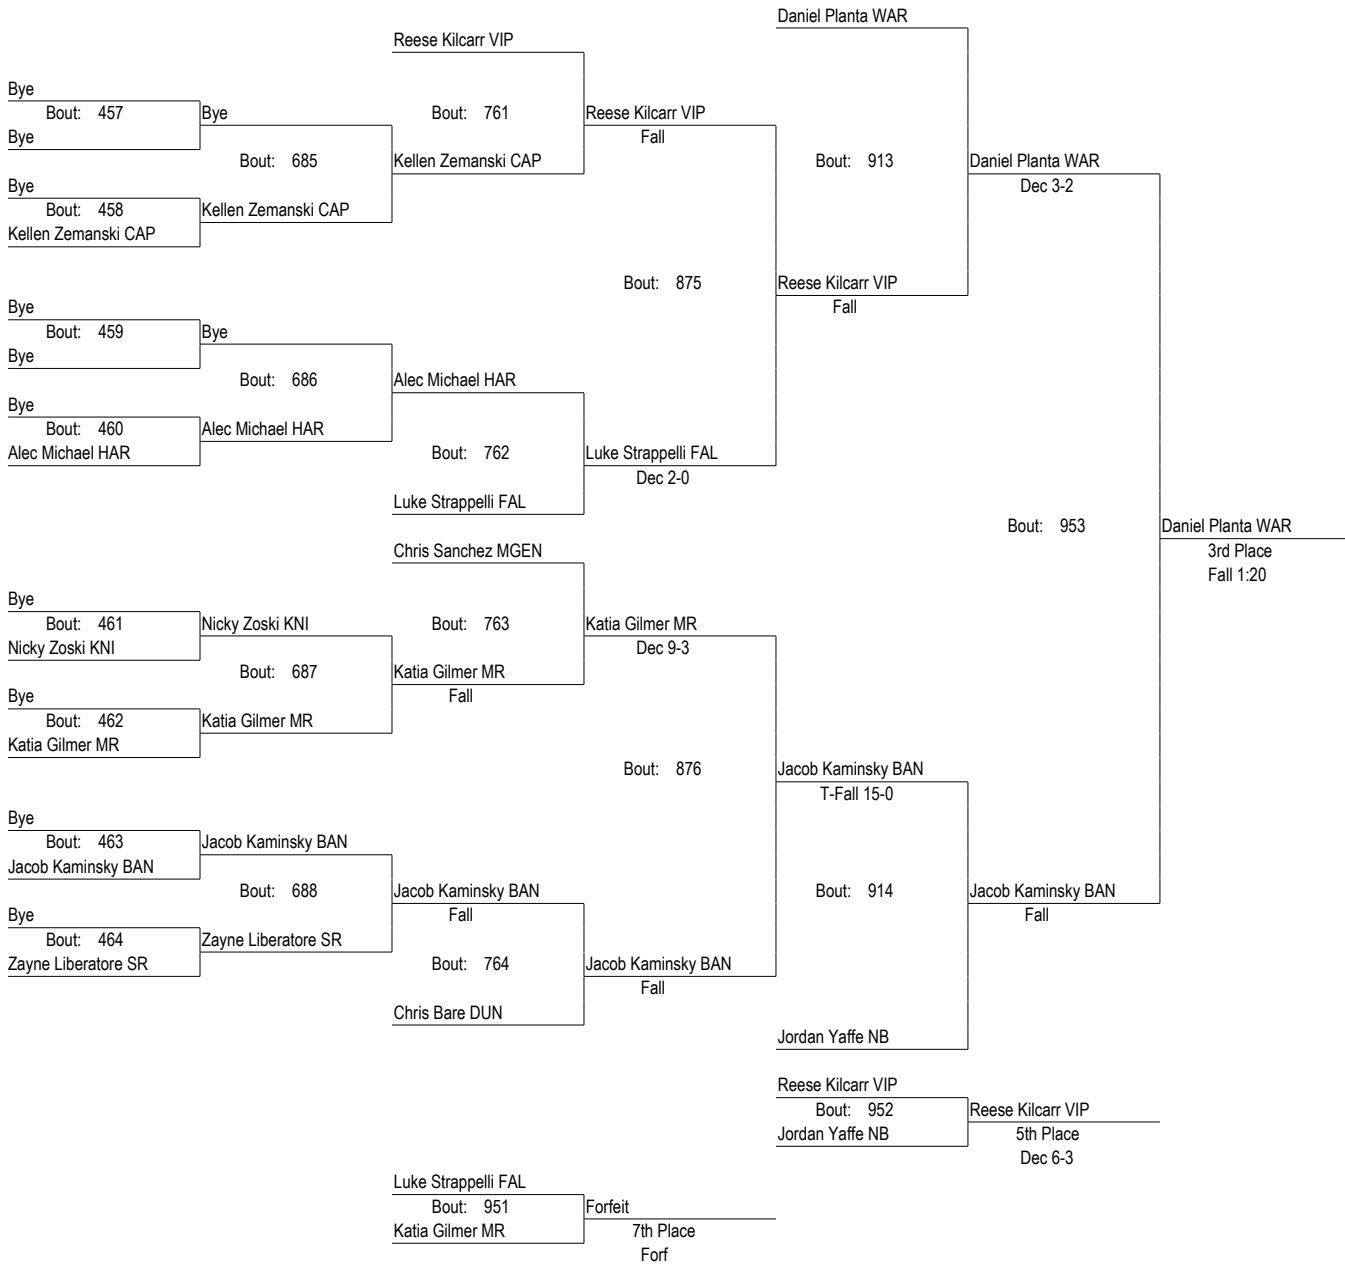 Daniel Planta WAR
Reese Kilcarr VIP
Bye
Bout: 457
Bye
Bye
Bout: 685
Bout: 761
Reese Kilcarr VIP
Fall
Kellen Zemanski CAP
Bout: 913
Daniel Planta WAR
Dec 3-2
Bye
Bout: 458
Kellen Zemanski CAP
Kellen Zemanski CAP
Bout: 875
Reese Kilcarr VIP
Fall
Bye
Bout: 459
Bye
Bye
Bout: 686
Alec Michael HAR
Bye
Bout: 460
Alec Michael HAR
Alec Michael HAR
Bout: 762
Luke Strappelli FAL
Dec 2-0
Luke Strappelli FAL
Bout: 953
Daniel Planta WAR
3rd Place
Fall 1:20
Chris Sanchez MGEN
Bye
Bout: 461
Nicky Zoski KNI
Nicky Zoski KNI
Bout: 763
Katia Gilmer MR
Dec 9-3
Bout: 687
Katia Gilmer MR
Fall
Bye
Bout: 462
Katia Gilmer MR
Katia Gilmer MR
Bout: 876
Jacob Kaminsky BAN
T-Fall 15-0
Bye
Bout: 463
Jacob Kaminsky BAN
Jacob Kaminsky BAN
Bout: 688
Jacob Kaminsky BAN
Fall
Bout: 914
Jacob Kaminsky BAN
Fall
Bye
Bout: 464
Zayne Liberatore SR
Zayne Liberatore SR
Bout: 764
Jacob Kaminsky BAN
Fall
Chris Bare DUN
Jordan Yaffe NB
Reese Kilcarr VIP
Bout: 952
Jordan Yaffe NB
Reese Kilcarr VIP
5th Place
Dec 6-3
Luke Strappelli FAL
Bout: 951
Katia Gilmer MR
Forfeit
7th Place
Forf